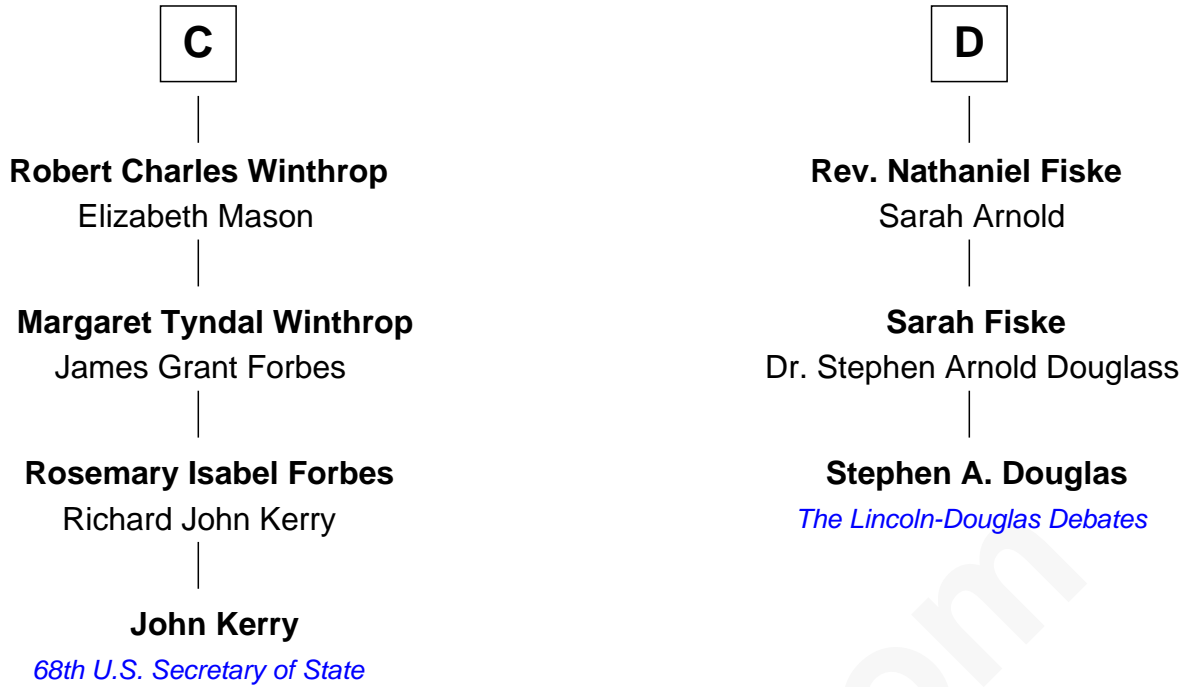 C
Robert Charles Winthrop
Elizabeth Mason
Margaret Tyndal Winthrop
James Grant Forbes
Rosemary Isabel Forbes
Richard John Kerry
John Kerry
68th U.S. Secretary of State
D
Rev. Nathaniel Fiske
Sarah Arnold
Sarah Fiske
Dr. Stephen Arnold Douglass
Stephen A. Douglas
The Lincoln-Douglas Debates
om